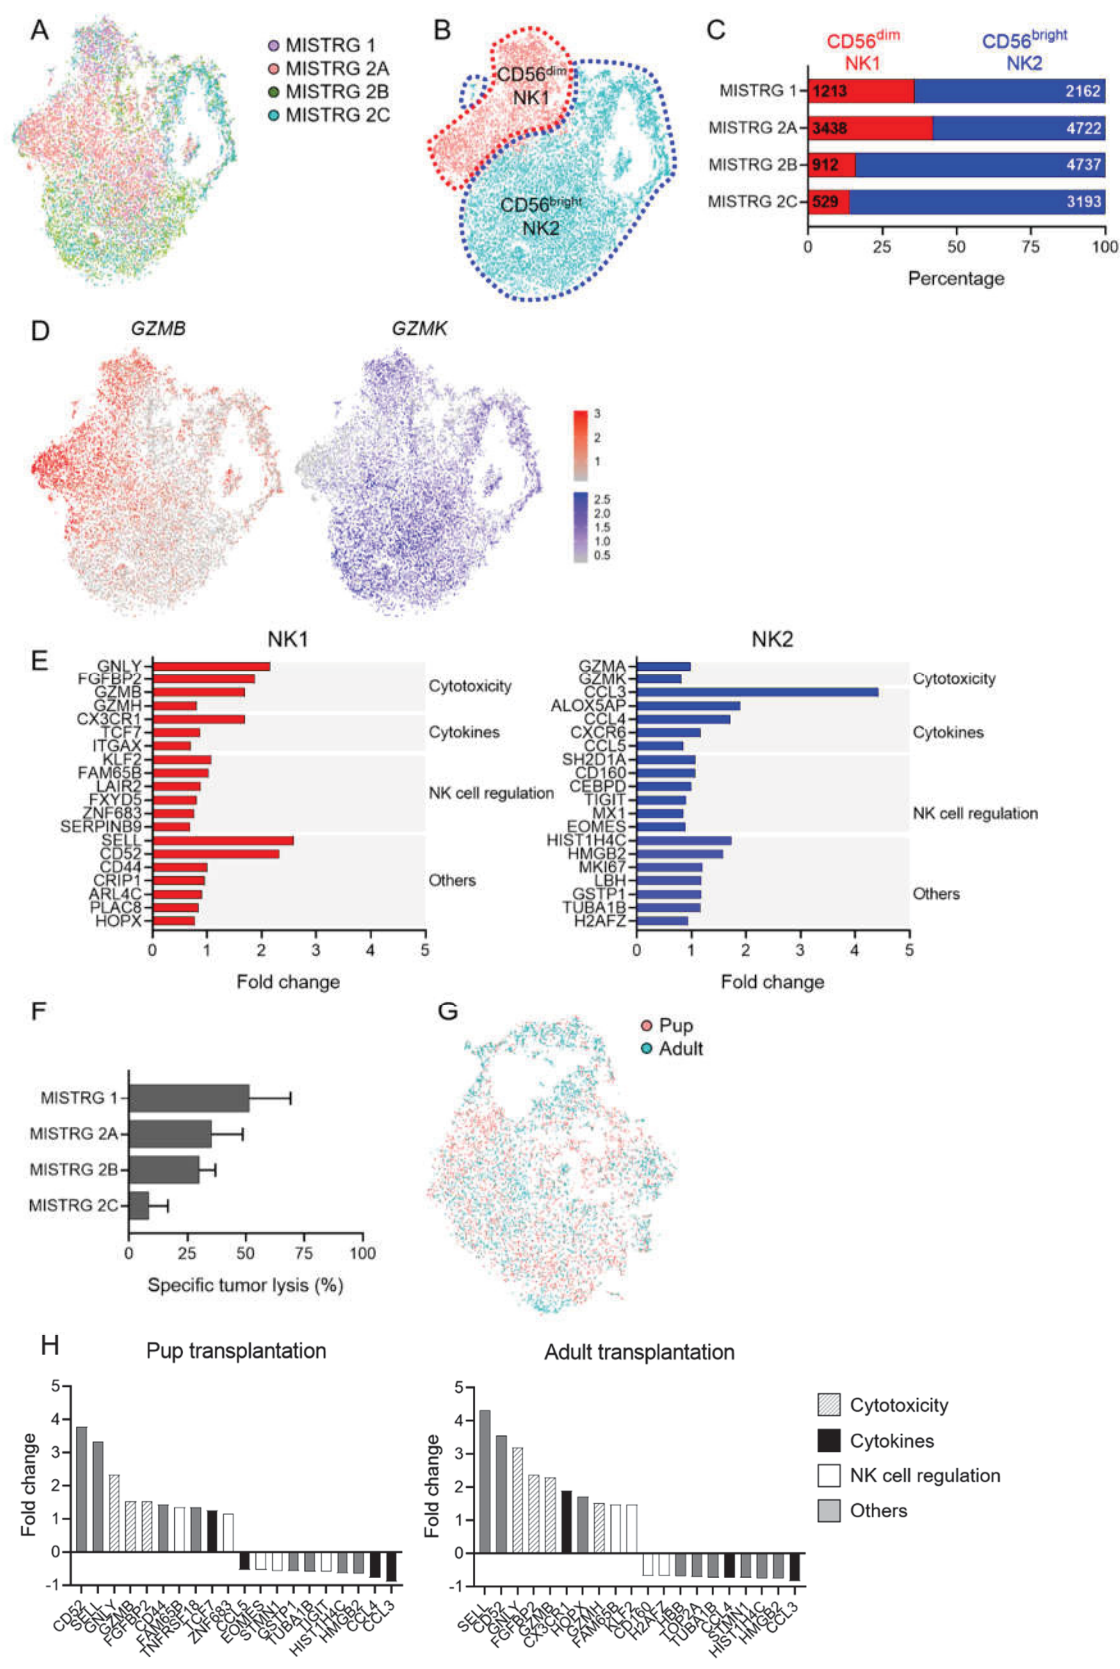 A
MISTRG 1
MISTRG 2A
MISTRG 2B
MISTRG 2C
B
CD56dim
NK1
CD56bright
NK2
C
CD56dim
NK1
CD56bright
NK2
MISTRG 1
1213
2162
MISTRG 2A
3438
4722
MISTRG 2B
912
4737
MISTRG 2C
529
3193
0 25 50 75 100
Percentage
D
GZMB
GZMK
3
2
1
2.5
2.0
1.5
1.0
0.5
E
NK1
GNLY
FGFBP2
GZMB
GZMH
CX3CR1
TCF7
ITGAX
KLF2
FAM65B
LAIR2
FXYD5
ZNF683
SERPINB9
SELL
CD52
CD44
CRIP1
ARL4C
PLAC8
HOPX
Cytotoxicity
Cytokines
NK cell regulation
Others
0 1 2 3 4 5
Fold change
NK2
GZMA
GZMK
CCL3
ALOX5AP
CCL4
CXCR6
CCL5
SH2D1A
CD160
CEBPD
TIGIT
MX1
EOMES
HIST1H4C
HMGB2
MKI67
LBH
GSTP1
TUBA1B
H2AFZ
Cytotoxicity
Cytokines
NK cell regulation
Others
0 1 2 3 4 5
Fold change
F
MISTRG 1
MISTRG 2A
MISTRG 2B
MISTRG 2C
0 25 50 75 100
Specific tumor lysis (%)
G
Pup
Adult
H
Pup transplantation
Fold change
5
4
3
2
1
0
-1
CD52
SELL
GNLY
GZMB
FGFBP2
CD44
FAM65B
TNFRSF18
TCF7
ZNF683
CCL5
EOMES
STMN1
GSTP1
TUBA1B
TIGIT
HIST1H4C
HMGB2
CCL4
CCL3
Adult transplantation
Fold change
5
4
3
2
1
0
-1
SELL
CD52
GNLY
FGFBP2
GZMB
CX3CR1
HOPX
GZMH
FAM65B
KLF2
CD160
H2AFZ
HBB
TOP2A
TUBA1B
CCL4
STMN1
HIST1H4C
HMGB2
CCL3
Cytotoxicity
Cytokines
NK cell regulation
Others